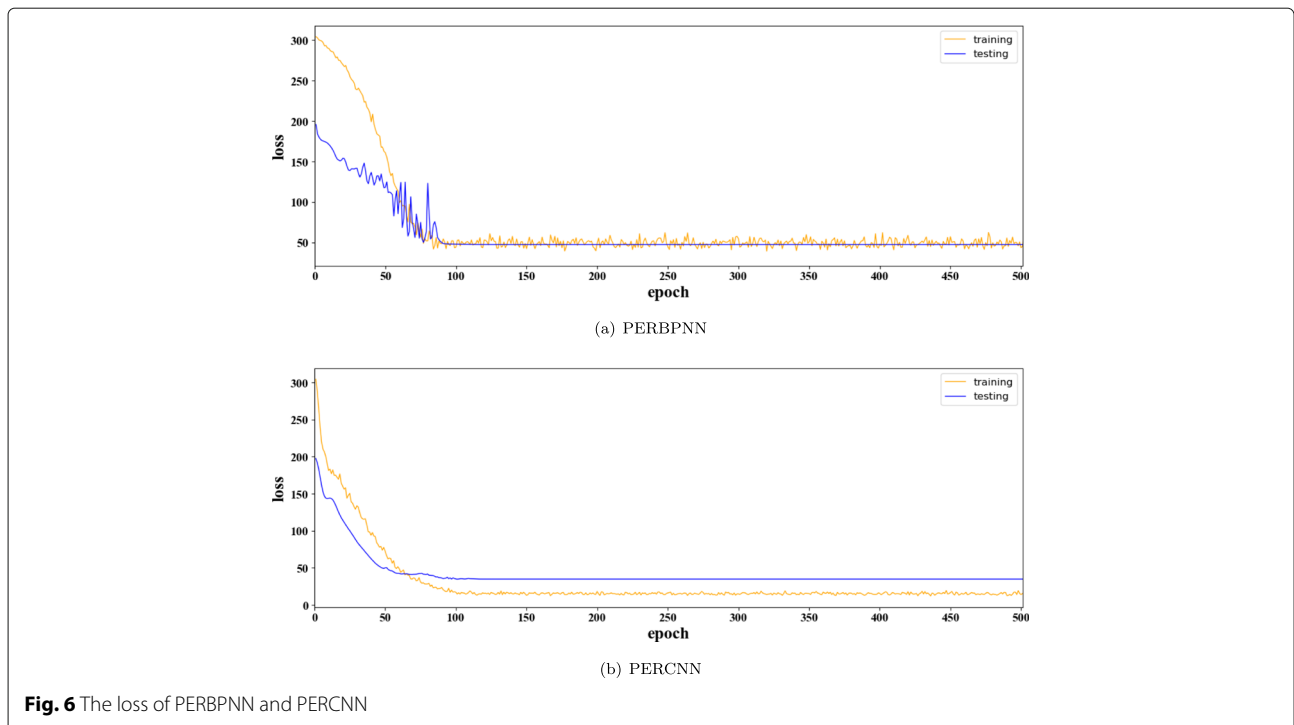 300
250
200
150
100
50
loss
training
testing
0 50 100 150 200 250 300 350 400 450 500
epoch
(a) PERBPNN
300
250
200
150
100
50
0
loss
training
testing
0 50 100 150 200 250 300 350 400 450 500
epoch
(b) PERCNN
Fig. 6 The loss of PERBPNN and PERCNN